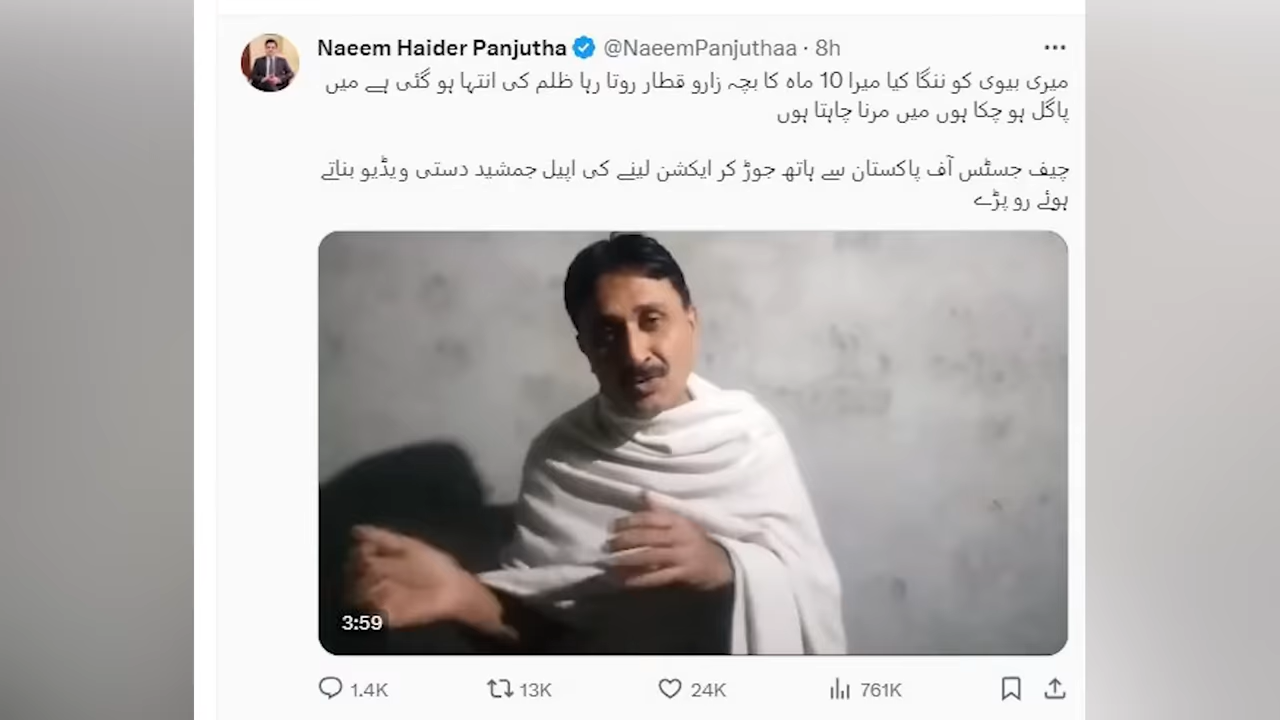 Naeem Haider Panjutha @NaeemPanjuthaa · 8h
میری بیوی کو ننگا کیا میرا 10 ماہ کا بچہ زارو قطار روتا رہا ظلم کی انتہا ہو گئی ہے میں
پاگل ہو چکا ہوں میں مرنا چاہتا ہوں
چیف جسٹس آف پاکستان سے ہاتھ جوڑ کر ایکشن لینے کی اپیل جمشید دستی ویڈیو بناتے
ہوئے رو پڑے
3:59
1.4K 13K 24K 761K